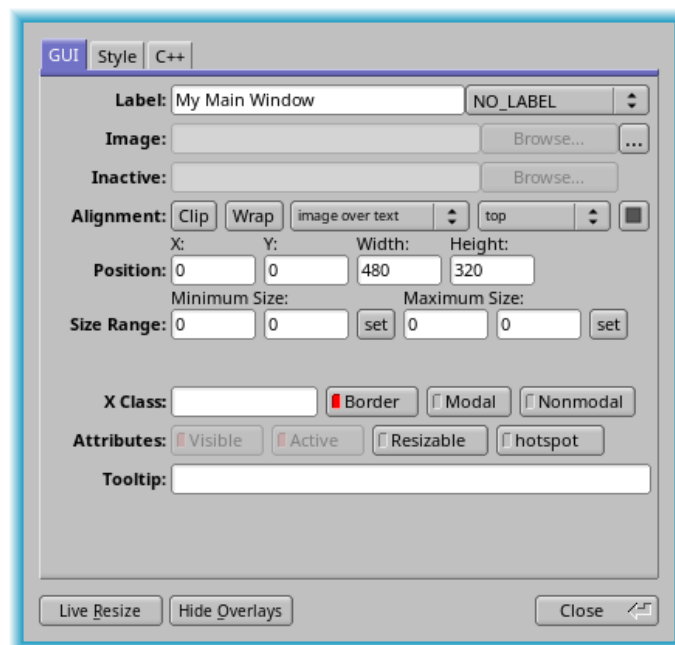 GUI Style C++
Label: My Main Window NO_LABEL
Image: Browse... ...
Inactive: Browse...
Alignment: Clip Wrap image over text top
X: Y: Width: Height:
Position: 0 0 480 320
Minimum Size: Maximum Size:
Size Range: 0 0 set 0 0 set
X Class: Border Modal Nonmodal
Attributes: Visible Active Resizable hotspot
Tooltip:
Live Resize Hide Overlays Close